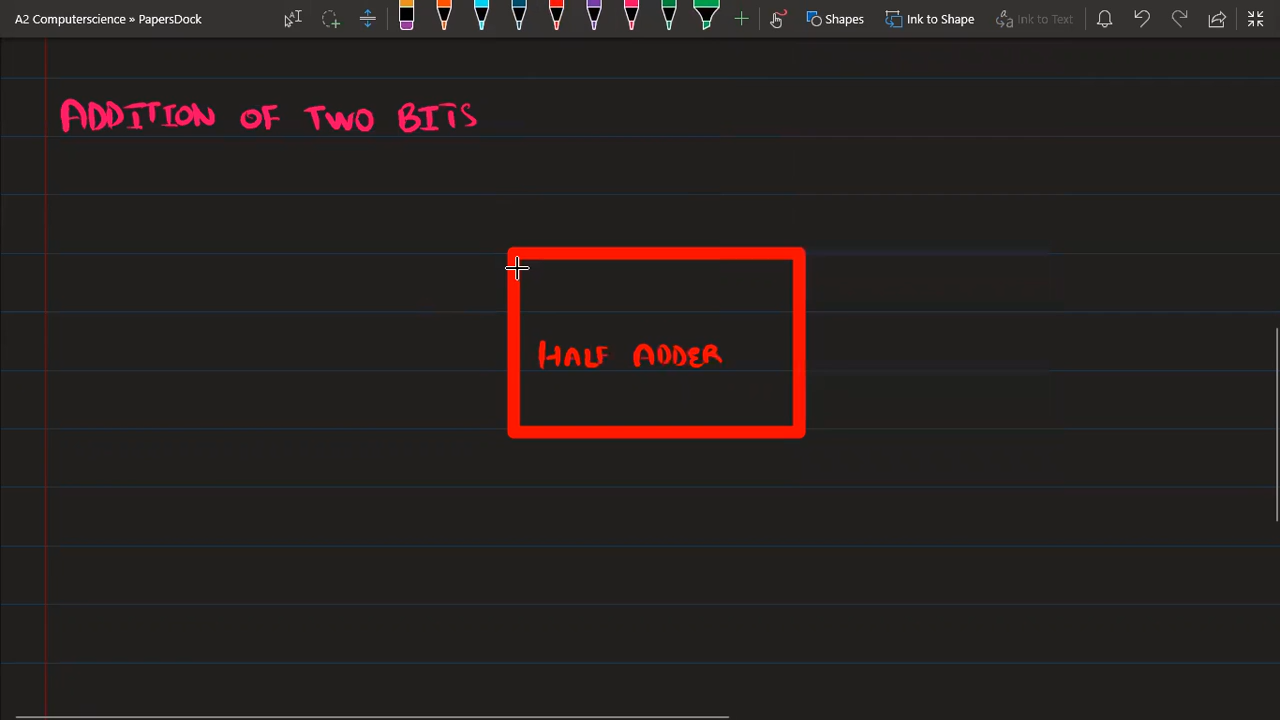 A2 Computerscience » PapersDock
Shapes
Ink to Shape
Ink to Text
ADDITION OF TWO BITS
HALF ADDER